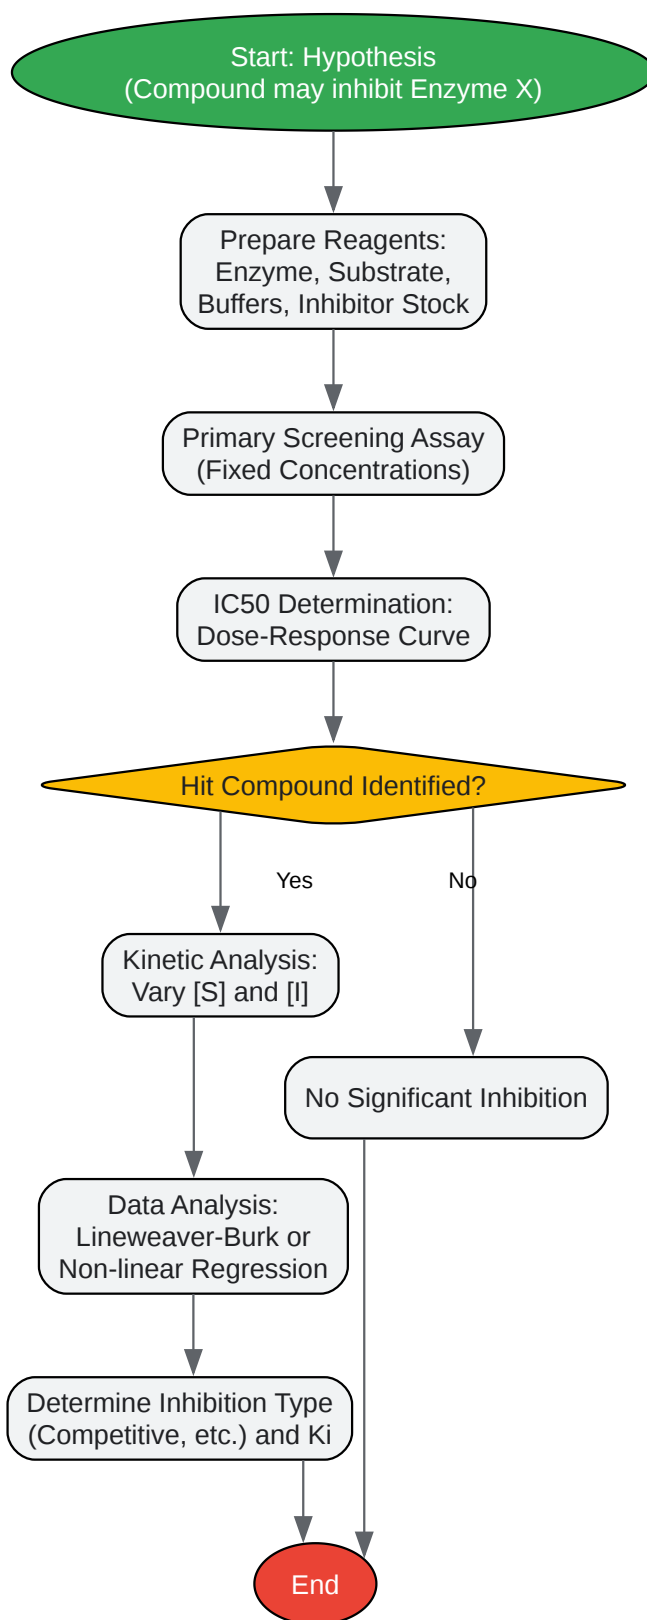 Start: Hypothesis
(Compound may inhibit Enzyme X)
Prepare Reagents:
Enzyme, Substrate,
Buffers, Inhibitor Stock
Primary Screening Assay
(Fixed Concentrations)
IC50 Determination:
Dose-Response Curve
Hit Compound Identified?
Yes
No
Kinetic Analysis:
Vary [S] and [I]
No Significant Inhibition
Data Analysis:
Lineweaver-Burk or
Non-linear Regression
Determine Inhibition Type
(Competitive, etc.) and Ki
End